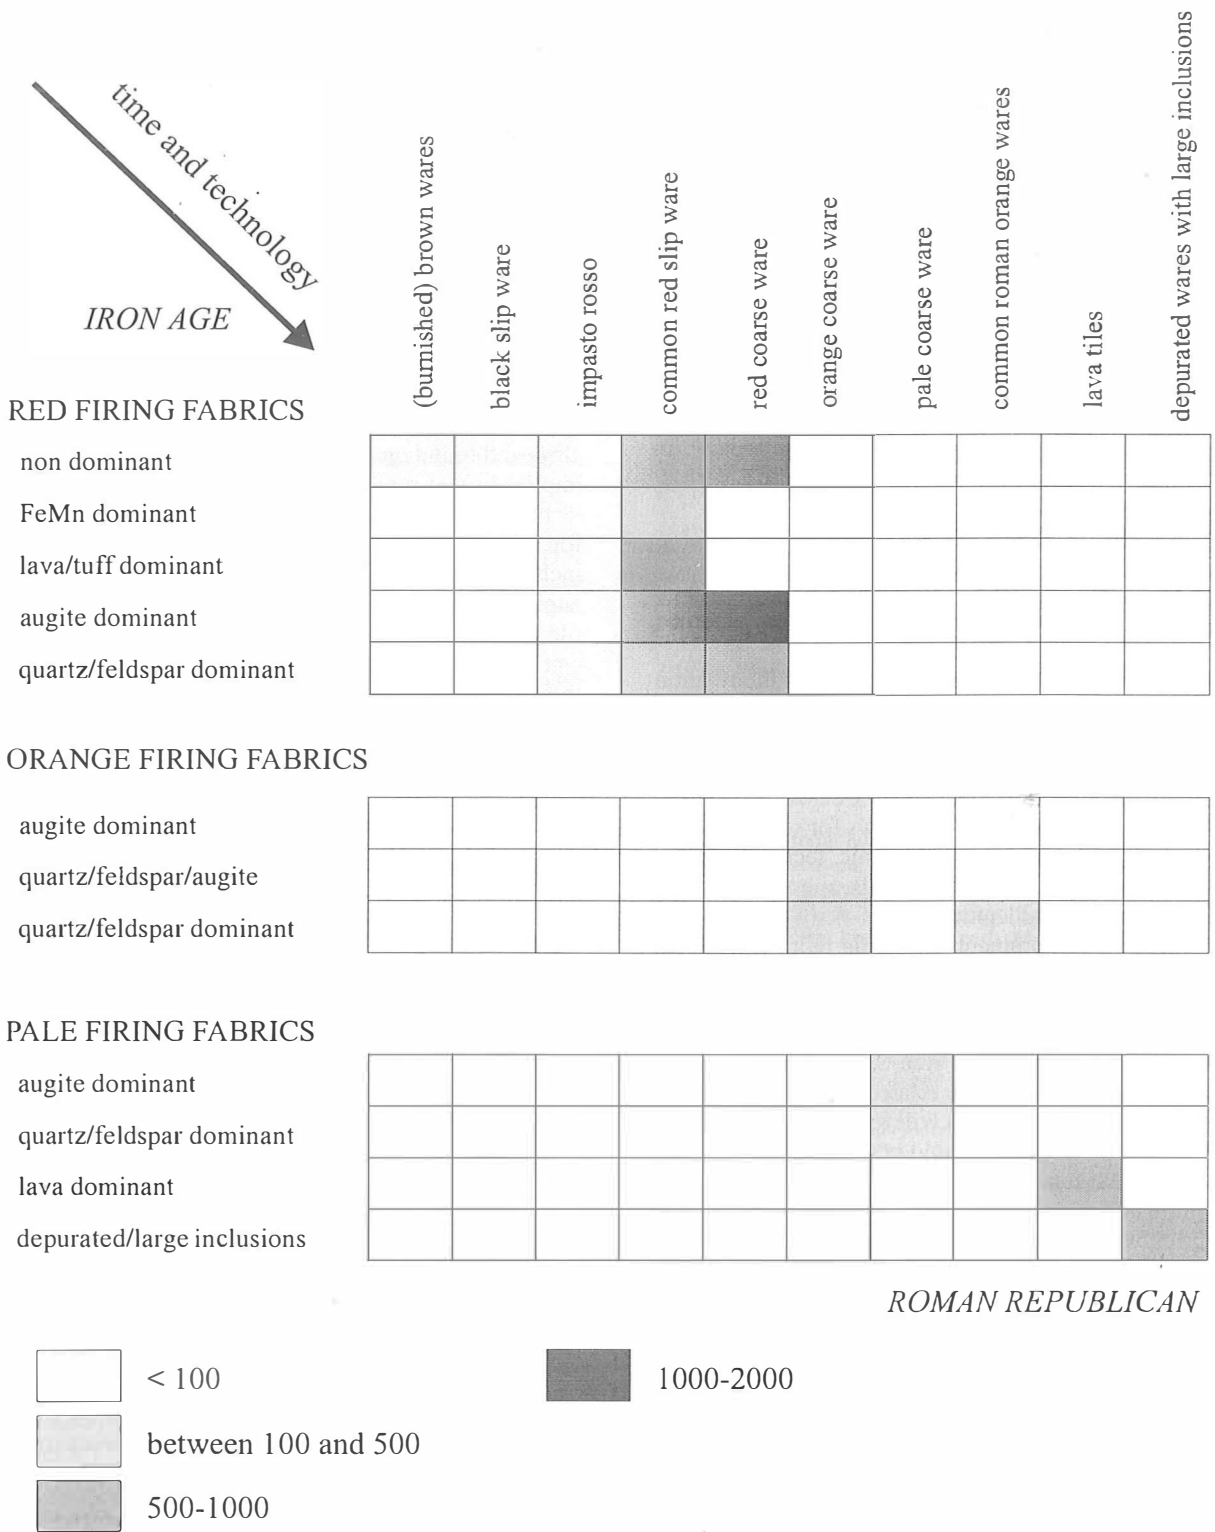 time and technology
IRON AGE
(burnished) brown wares
black slip ware
impasto rosso
common red slip ware
red coarse ware
orange coarse ware
pale coarse ware
common roman orange wares
lava tiles
depurated wares with large inclusions
RED FIRING FABRICS
non dominant
FeMn dominant
lava/tuff dominant
augite dominant
quartz/feldspar dominant
ORANGE FIRING FABRICS
augite dominant
quartz/feldspar/augite
quartz/feldspar dominant
PALE FIRING FABRICS
augite dominant
quartz/feldspar dominant
lava dominant
depurated/large inclusions
ROMAN REPUBLICAN
< 100
1000-2000
between 100 and 500
500-1000